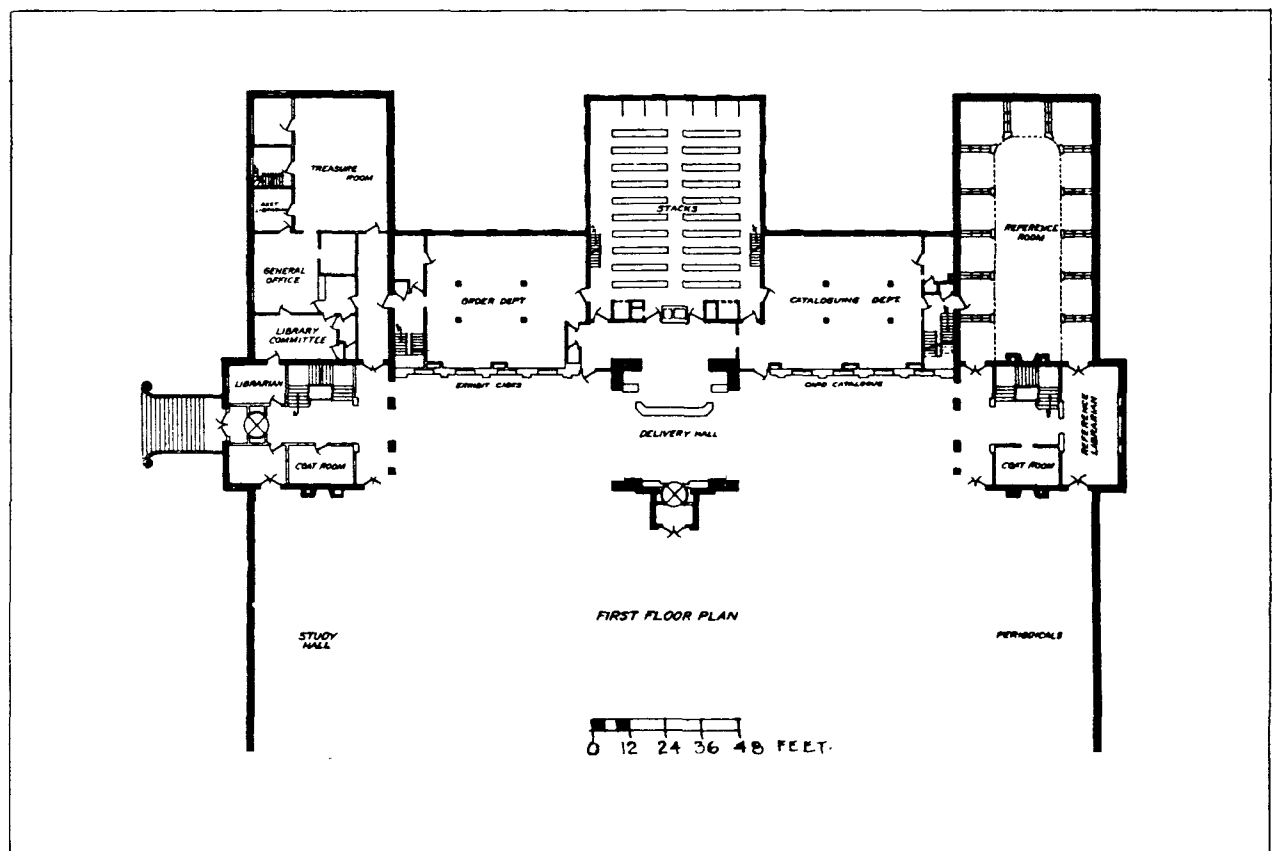 TREASURE
ROOM
ASST
LIBRARIAN
STACKS
REFERENCE
ROOM
GENERAL
OFFICE
ORDER DEPT
CATALOGUING DEPT.
LIBRARY
COMMITTEE
LIBRARIAN
EXHIBIT CASES
CARD CATALOGUE
DELIVERY HALL
REFERENCE
LIBRARIAN
COAT ROOM
COAT ROOM
FIRST FLOOR PLAN
STUDY
HALL
PERIODICALS
0 12 24 36 48 FEET.